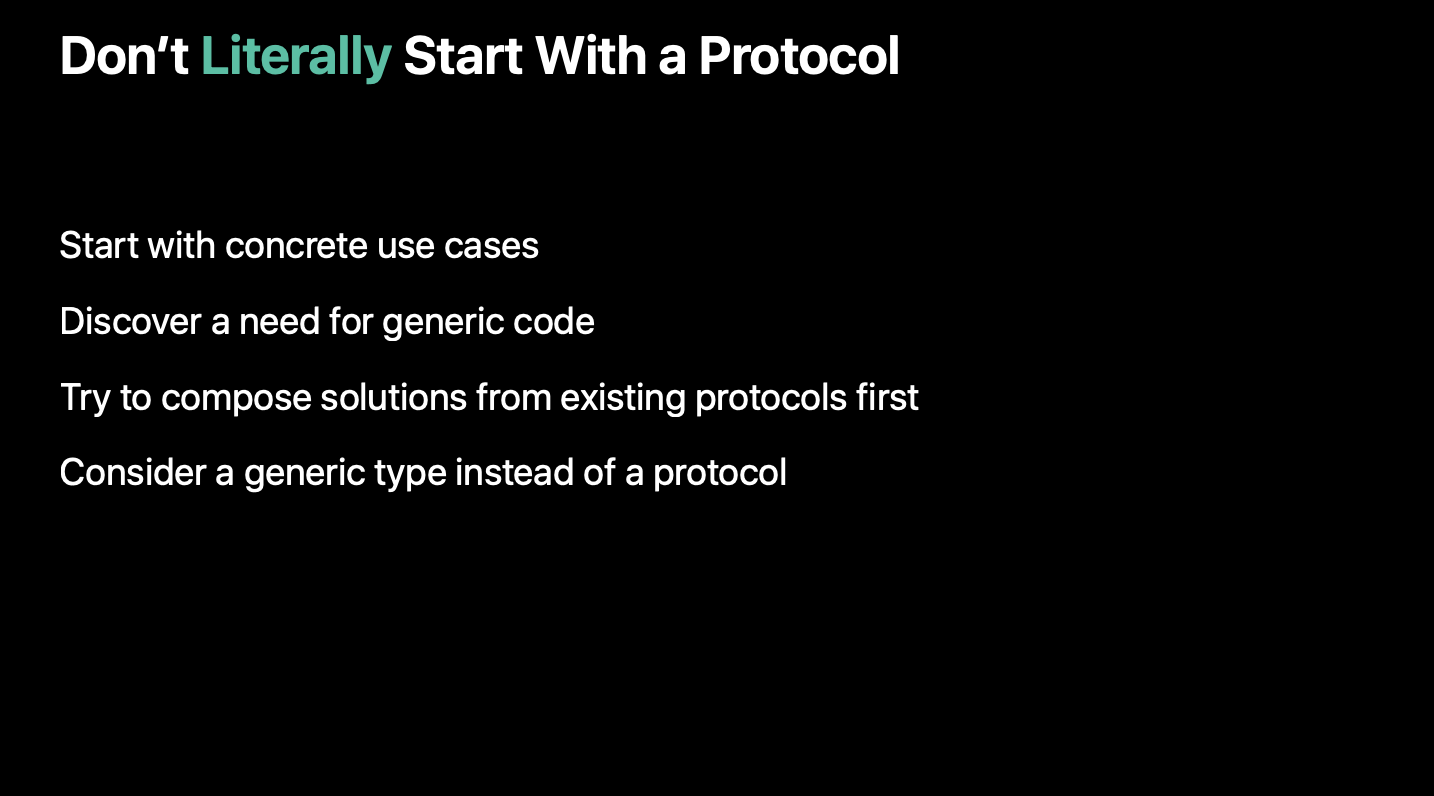 Don’t Literally Start With a Protocol
Start with concrete use cases
Discover a need for generic code
Try to compose solutions from existing protocols first
Consider a generic type instead of a protocol